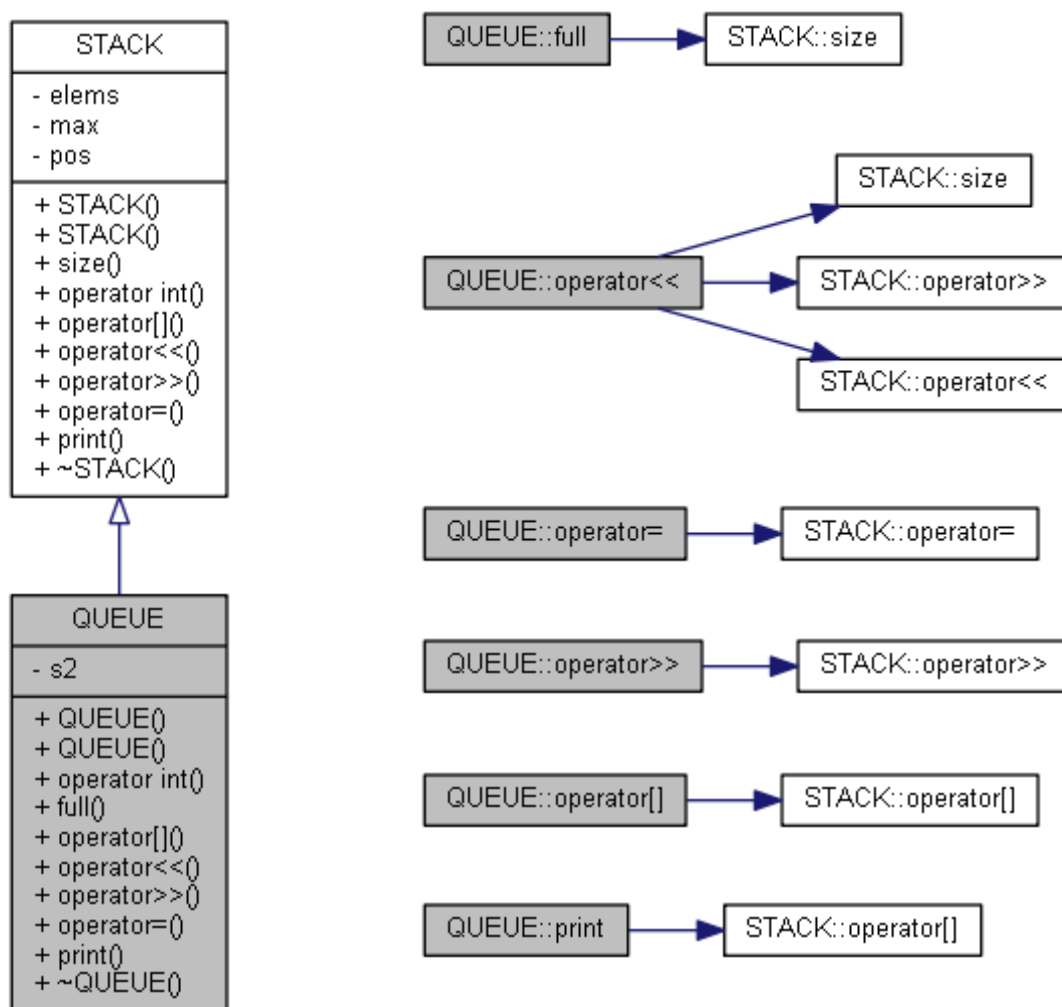 STACK
- elems
- max
- pos
+ STACK()
+ STACK()
+ size()
+ operator int()
+ operator[]()
+ operator<<()
+ operator>>()
+ operator=()
+ print()
+ ~STACK()
QUEUE
- s2
+ QUEUE()
+ QUEUE()
+ operator int()
+ full()
+ operator[]()
+ operator<<()
+ operator>>()
+ operator=()
+ print()
+ ~QUEUE()
QUEUE::full
STACK::size
QUEUE::operator<<
STACK::size
STACK::operator>>
STACK::operator<<
QUEUE::operator=
STACK::operator=
QUEUE::operator>>
STACK::operator>>
QUEUE::operator[]
STACK::operator[]
QUEUE::print
STACK::operator[]